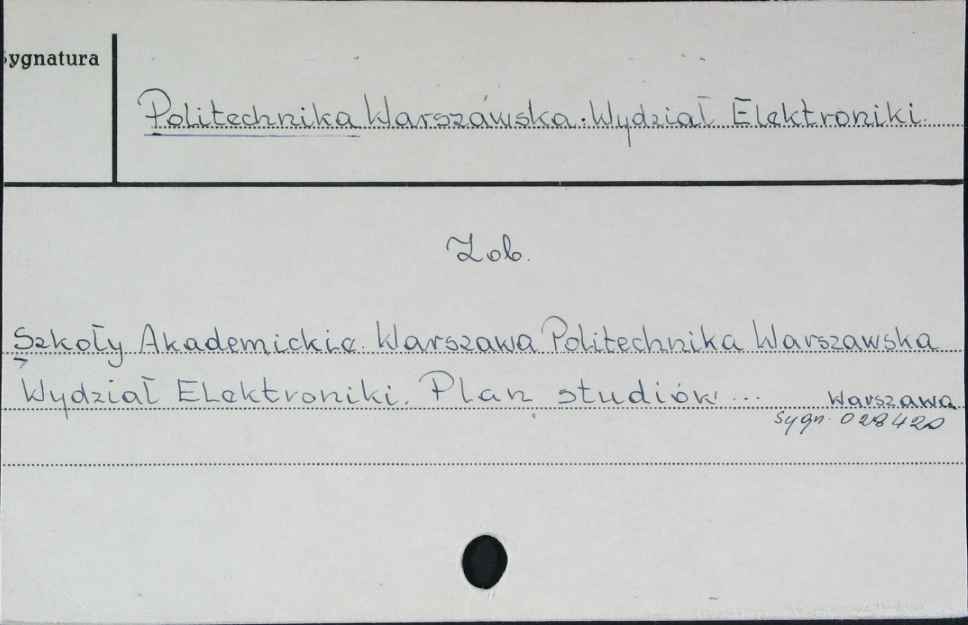 Sygnatura
Politechnika Warszawska. Wydział Elektroniki.
Zob.
Szkoły Akademickie. Warszawa Politechnika Warszawska
Wydział Elektroniki. Plan studiów ... Warszawa
Sygn. 028420